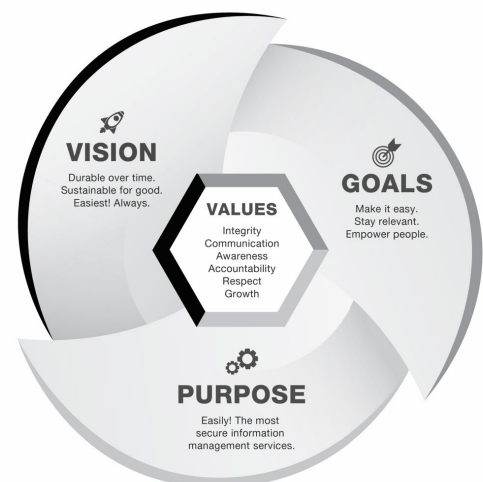 VISION
Durable over time.
Sustainable for good.
Easiest! Always.
GOALS
Make it easy.
Stay relevant.
Empower people.
VALUES
Integrity
Communication
Awareness
Accountability
Respect
Growth
PURPOSE
Easily! The most
secure information
management services.